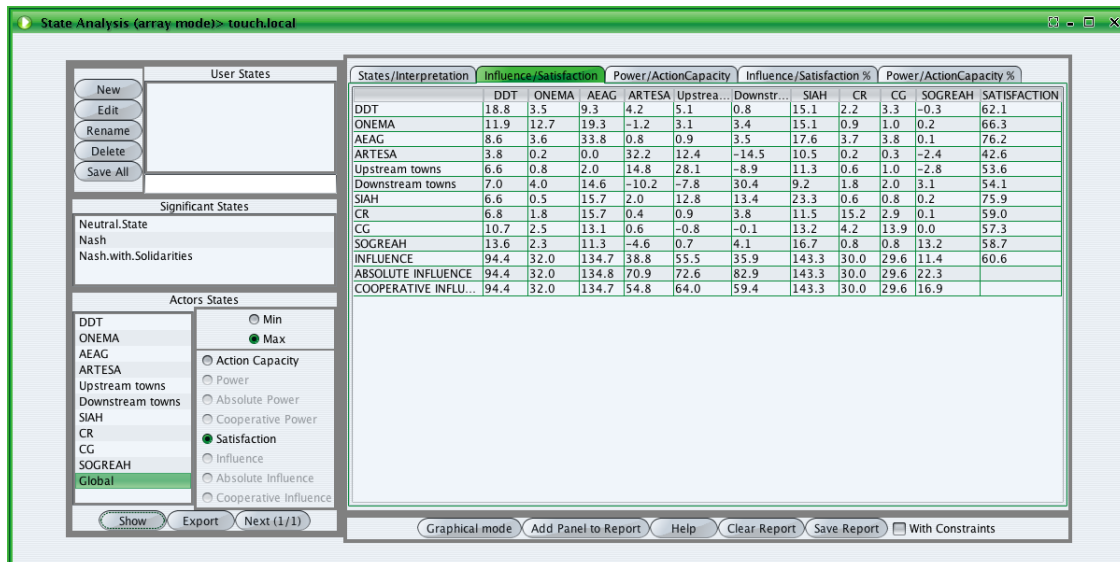 State Analysis (array mode)> touch.local
User States
New
Edit
Rename
Delete
Save All
Significant States
Neutral.State
Nash
Nash.with.Solidarities
Actors States
DDT
ONEMA
AEAG
ARTESA
Upstream towns
Downstream towns
SIAH
CR
CG
SOGREAH
Global
Min
Max
Action Capacity
Power
Absolute Power
Cooperative Power
Satisfaction
Influence
Absolute Influence
Cooperative Influence
Show Export Next (1/1)
States/Interpretation Influence/Satisfaction Power/ActionCapacity Influence/Satisfaction % Power/ActionCapacity %
DDT ONEMA AEAG ARTESA Upstrea... Downstr... SIAH CR CG SOGREAH SATISFACTION
DDT 18.8 3.5 9.3 4.2 5.1 0.8 15.1 2.2 3.3 -0.3 62.1
ONEMA 11.9 12.7 19.3 -1.2 3.1 3.4 15.1 0.9 1.0 0.2 66.3
AEAG 8.6 3.6 33.8 0.8 0.9 3.5 17.6 3.7 3.8 0.1 76.2
ARTESA 3.8 0.2 0.0 32.2 12.4 -14.5 10.5 0.2 0.3 -2.4 42.6
Upstream towns 6.6 0.8 2.0 14.8 28.1 -8.9 11.3 0.6 1.0 -2.8 53.6
Downstream towns 7.0 4.0 14.6 -10.2 -7.8 30.4 9.2 1.8 2.0 3.1 54.1
SIAH 6.6 0.5 15.7 2.0 12.8 13.4 23.3 0.6 0.8 0.2 75.9
CR 6.8 1.8 15.7 0.4 0.9 3.8 11.5 15.2 2.9 0.1 59.0
CG 10.7 2.5 13.1 0.6 -0.8 -0.1 13.2 4.2 13.9 0.0 57.3
SOGREAH 13.6 2.3 11.3 -4.6 0.7 4.1 16.7 0.8 0.8 13.2 58.7
INFLUENCE 94.4 32.0 134.7 38.8 55.5 35.9 143.3 30.0 29.6 11.4 60.6
ABSOLUTE INFLUENCE 94.4 32.0 134.8 70.9 72.6 82.9 143.3 30.0 29.6 22.3
COOPERATIVE INFLU... 94.4 32.0 134.7 54.8 64.0 59.4 143.3 30.0 29.6 16.9
Graphical mode Add Panel to Report Help Clear Report Save Report With Constraints